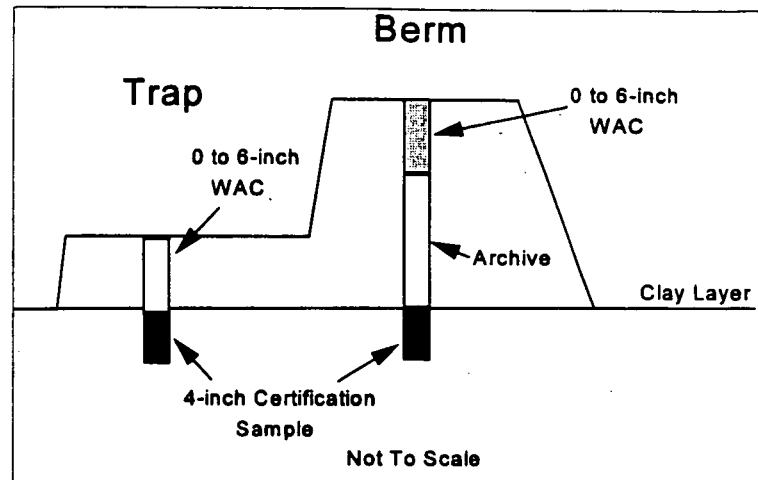 Berm
Trap
0 to 6-inch
WAC
0 to 6-inch
WAC
Archive
Clay Layer
4-inch Certification
Sample
Not To Scale